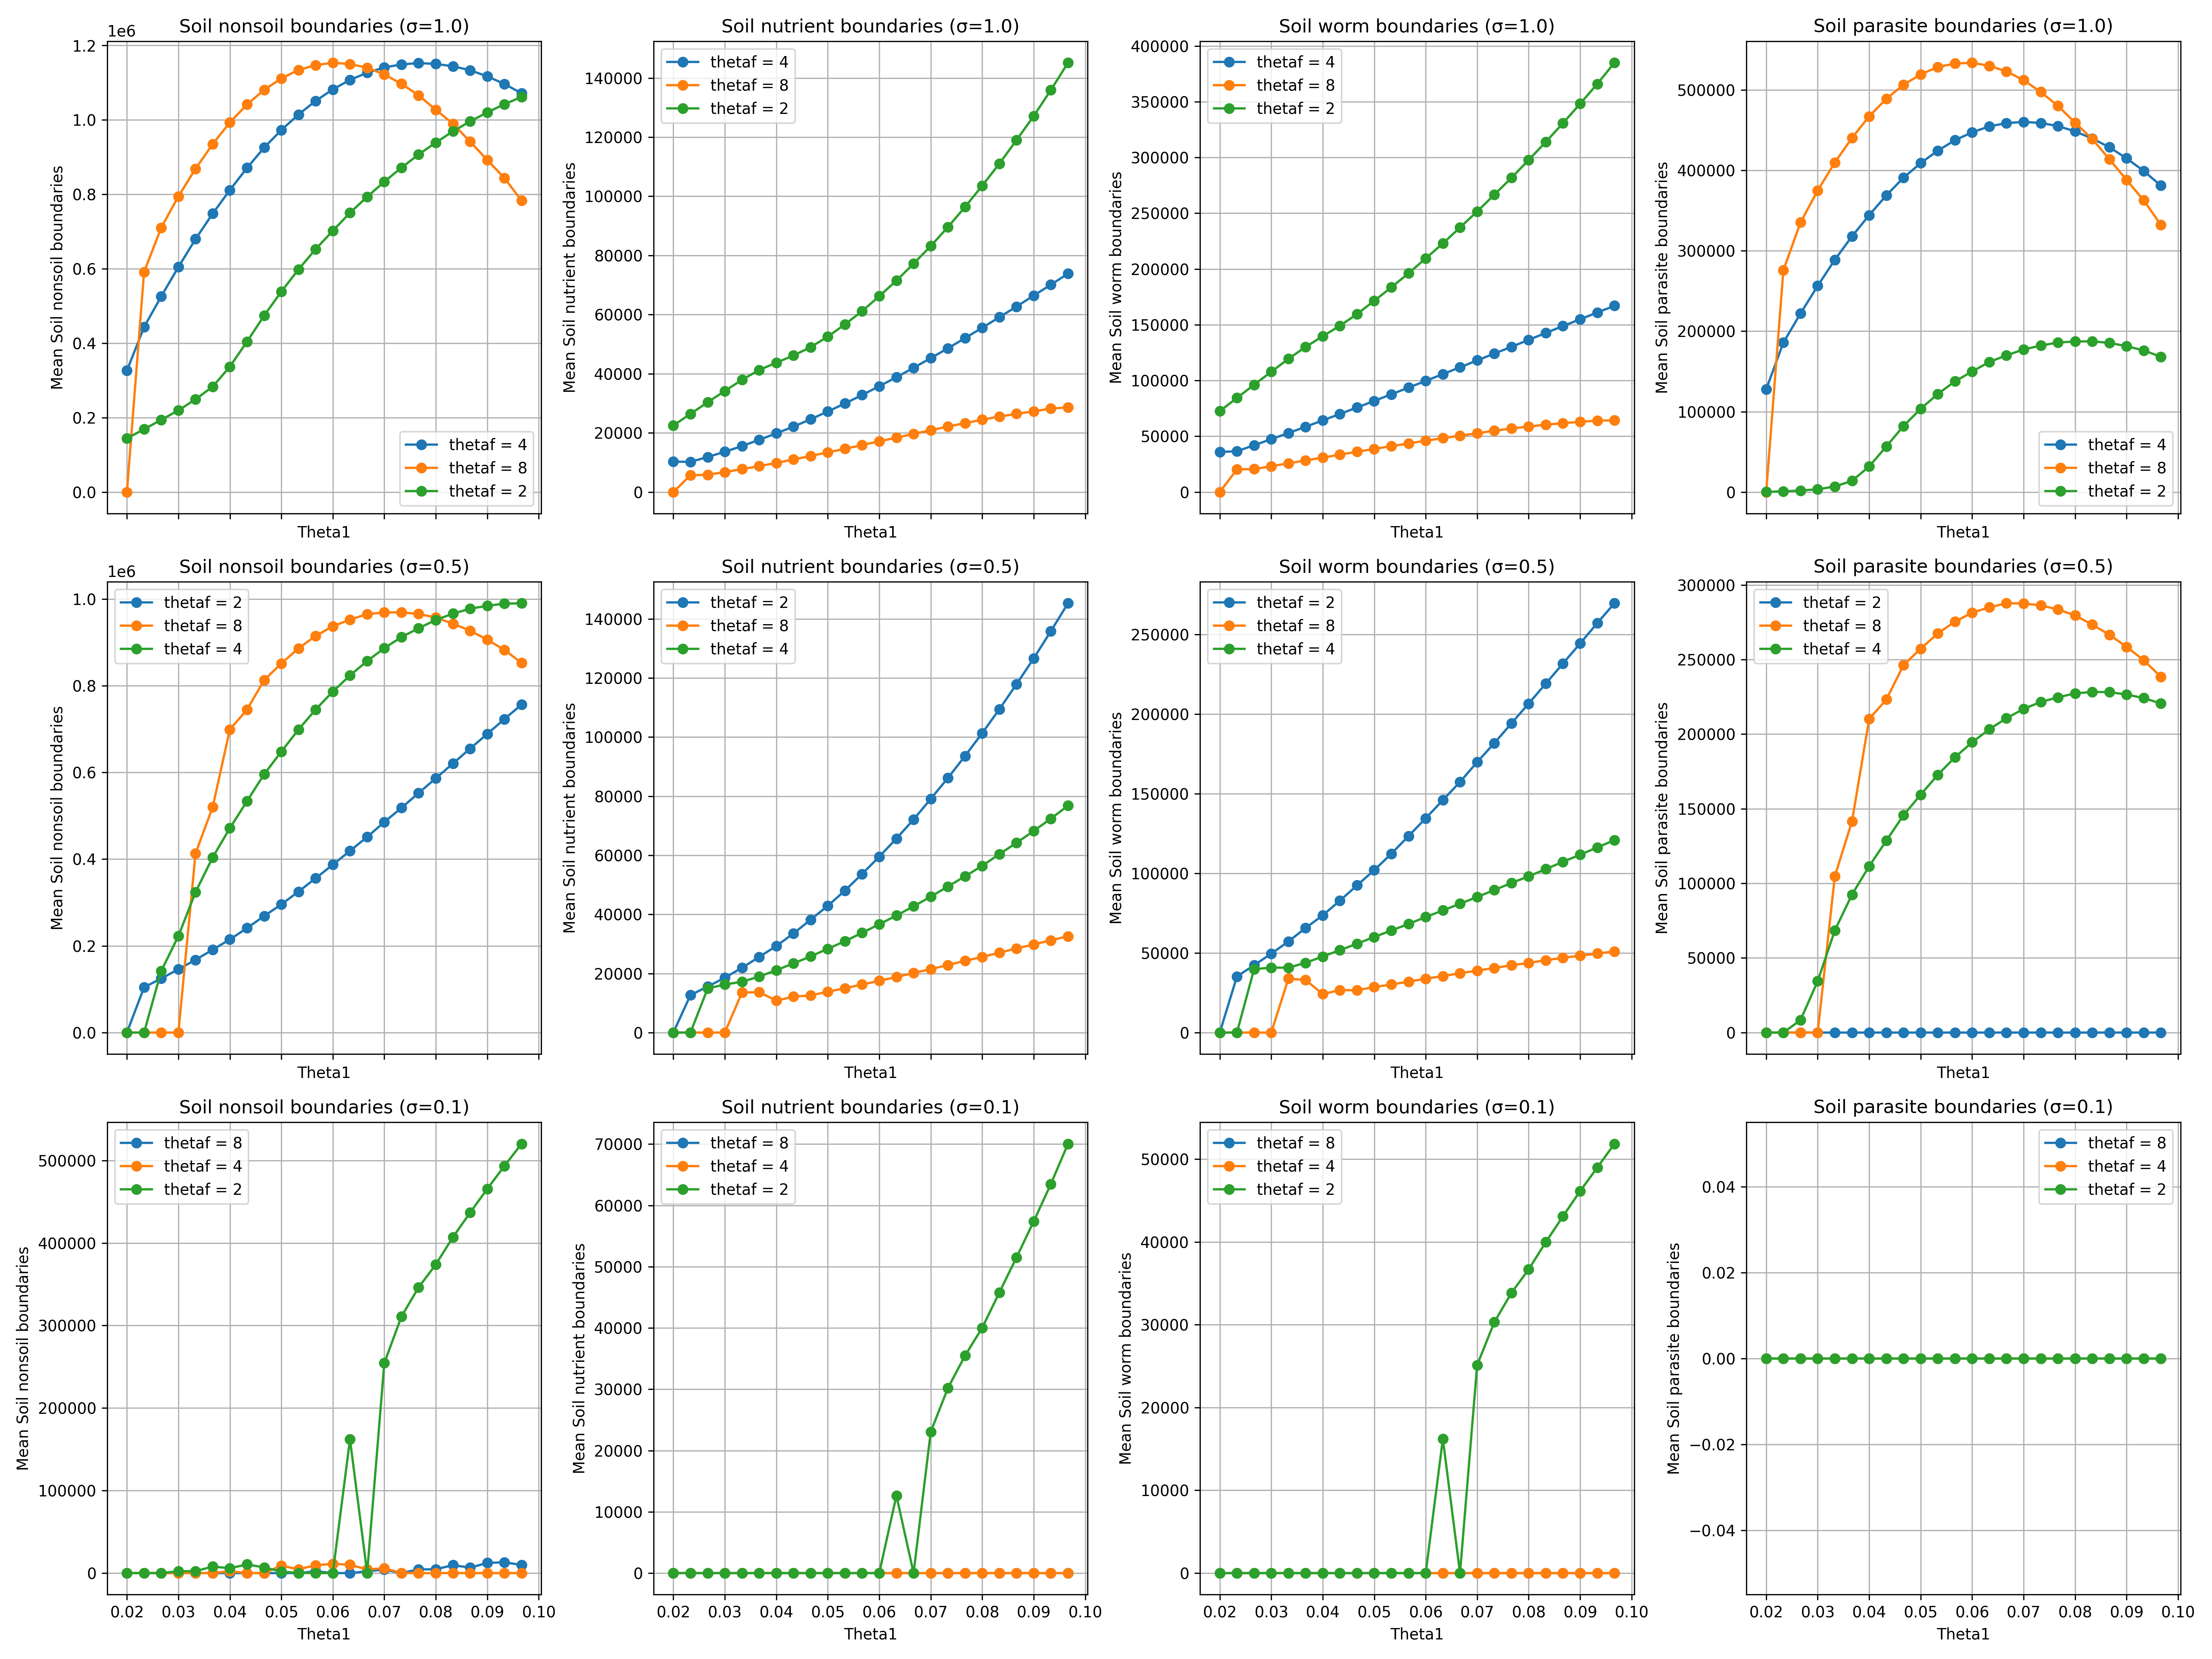 Soil nonsoil boundaries (σ=1.0)
1e6
Mean Soil nonsoil boundaries
1.2
1.0
0.8
0.6
0.4
0.2
0.0
thetaf = 4
thetaf = 8
thetaf = 2
Theta1
Soil nutrient boundaries (σ=1.0)
Mean Soil nutrient boundaries
140000
120000
100000
80000
60000
40000
20000
0
thetaf = 4
thetaf = 8
thetaf = 2
Theta1
Soil worm boundaries (σ=1.0)
Mean Soil worm boundaries
400000
350000
300000
250000
200000
150000
100000
50000
0
thetaf = 4
thetaf = 8
thetaf = 2
Theta1
Soil parasite boundaries (σ=1.0)
Mean Soil parasite boundaries
500000
400000
300000
200000
100000
0
thetaf = 4
thetaf = 8
thetaf = 2
Theta1
Soil nonsoil boundaries (σ=0.5)
1e6
Mean Soil nonsoil boundaries
1.0
0.8
0.6
0.4
0.2
0.0
thetaf = 2
thetaf = 8
thetaf = 4
Theta1
Soil nutrient boundaries (σ=0.5)
Mean Soil nutrient boundaries
140000
120000
100000
80000
60000
40000
20000
0
thetaf = 2
thetaf = 8
thetaf = 4
Theta1
Soil worm boundaries (σ=0.5)
Mean Soil worm boundaries
250000
200000
150000
100000
50000
0
thetaf = 2
thetaf = 8
thetaf = 4
Theta1
Soil parasite boundaries (σ=0.5)
Mean Soil parasite boundaries
300000
250000
200000
150000
100000
50000
0
thetaf = 2
thetaf = 8
thetaf = 4
Theta1
Soil nonsoil boundaries (σ=0.1)
Mean Soil nonsoil boundaries
500000
400000
300000
200000
100000
0
thetaf = 8
thetaf = 4
thetaf = 2
0.02 0.03 0.04 0.05 0.06 0.07 0.08 0.09 0.10
Theta1
Soil nutrient boundaries (σ=0.1)
Mean Soil nutrient boundaries
70000
60000
50000
40000
30000
20000
10000
0
thetaf = 8
thetaf = 4
thetaf = 2
0.02 0.03 0.04 0.05 0.06 0.07 0.08 0.09 0.10
Theta1
Soil worm boundaries (σ=0.1)
Mean Soil worm boundaries
50000
40000
30000
20000
10000
0
thetaf = 8
thetaf = 4
thetaf = 2
0.02 0.03 0.04 0.05 0.06 0.07 0.08 0.09 0.10
Theta1
Soil parasite boundaries (σ=0.1)
Mean Soil parasite boundaries
0.04
0.02
0.00
−0.02
−0.04
thetaf = 8
thetaf = 4
thetaf = 2
0.02 0.03 0.04 0.05 0.06 0.07 0.08 0.09 0.10
Theta1